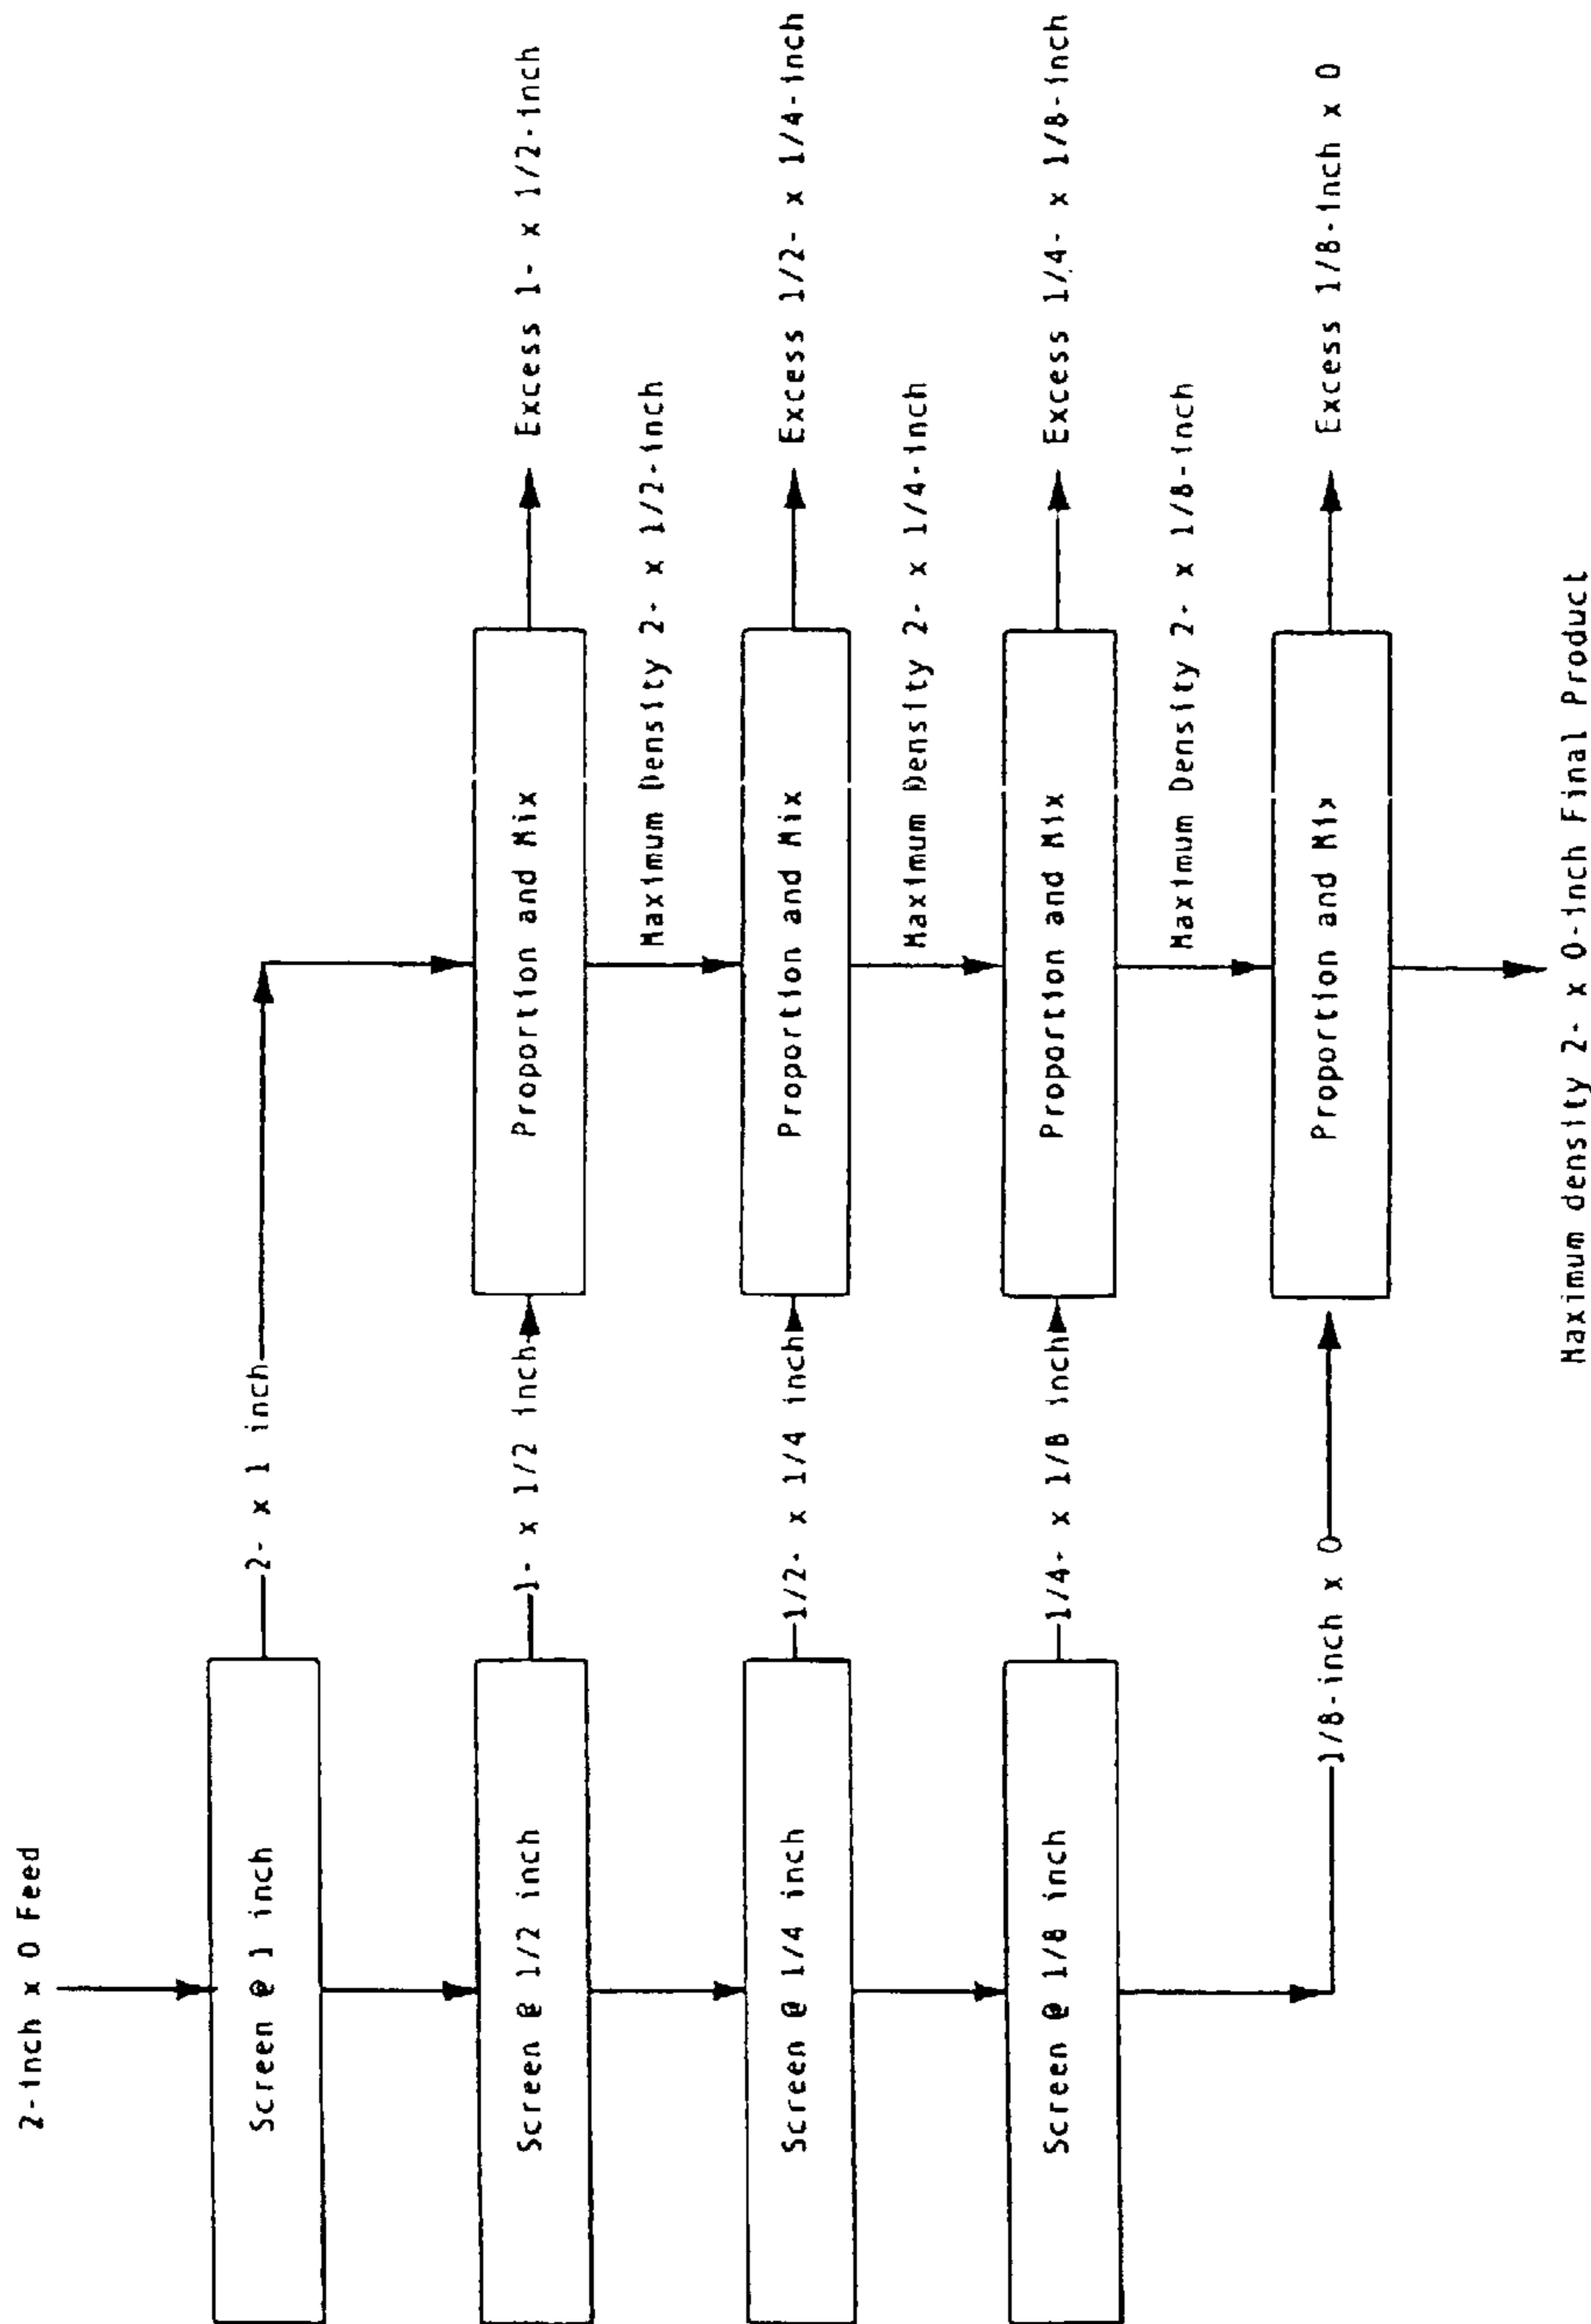 2-inch x 0 Feed
Screen @ 1 inch
2- x 1 inch
Screen @ 1/2 inch
1- x 1/2 inch
Proportion and Mix
Excess 1- x 1/2-inch
Maximum Density 2- x 1/2-inch
Screen @ 1/4 inch
1/2- x 1/4 inch
Proportion and Mix
Excess 1/2- x 1/4-inch
Maximum Density 2- x 1/4-inch
Screen @ 1/8 inch
1/4- x 1/8 inch
Proportion and Mix
Excess 1/4- x 1/8-inch
Maximum Density 2- x 1/8-inch
1/8-inch x 0
Proportion and Mix
Excess 1/8-inch x 0
Maximum density 2- x 0-inch Final Product